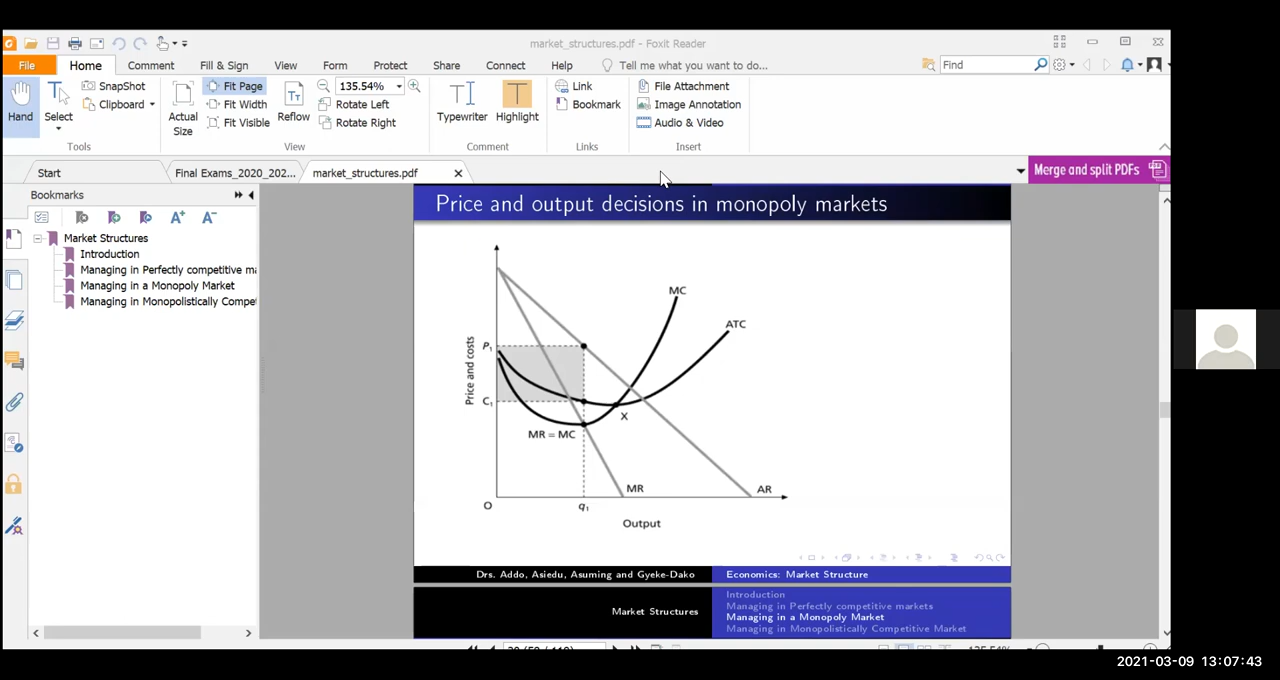 market_structures.pdf - Foxit Reader
File Home Comment View Form Protect Share Connect Help Tell me what you want to do... Find
Fill & Sign
Hand
Select
SnapShot
Clipboard
Tools
Actual Size
Fit Page
Fit Width
Fit Visible
Reflow
135.54%
Rotate Left
Rotate Right
View
Typewriter
Highlight
Comment
Link
Bookmark
Links
File Attachment
Image Annotation
Audio & Video
Insert
Start
Final Exams_2020_202...
market_structures.pdf
Merge and split PDFs
Bookmarks
Market Structures
Introduction
Managing in Perfectly competitive ma
Managing in a Monopoly Market
Managing in Monopolistically Compet
Price and output decisions in monopoly markets
MC
ATC
P1
Price and costs
C1
X
MR = MC
MR
AR
O
q1
Output
Drs. Addo, Asiedu, Asuming and Gyeke-Dako
Economics: Market Structure
Market Structures
Introduction
Managing in Perfectly competitive markets
Managing in a Monopoly Market
Managing in Monopolistically Competitive Market
2021-03-09 13:07:43